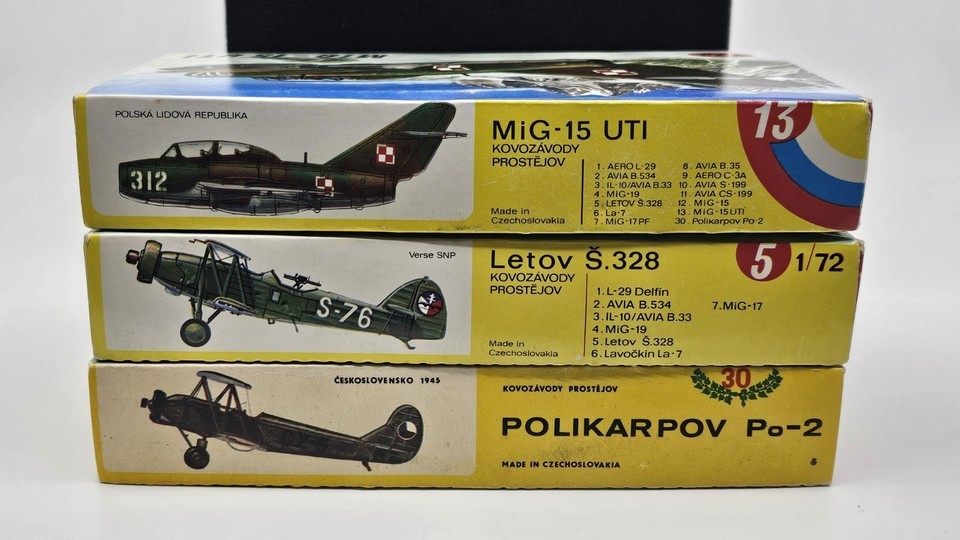 MiG-15 UTI
POLSKÁ LIDOVÁ REPUBLIKA
312
MiG-15 UTI
KOVOZÁVODY
PROSTĚJOV
Made in
Czechoslovakia
1. AERO L-29
2. AVIA B.534
3. IL-10/AVIA B.33
4. MiG-19
5. LETOV Š.328
6. La-7
7. MiG-17PF
8. AVIA B.35
9. AERO C-3A
10. AVIA S-199
11. AVIA CS-199
12. MiG-15
13. MiG-15UTI
30. Polikarpov Po-2
13
Verse SNP
S-76
Letov Š.328
KOVOZÁVODY
PROSTĚJOV
Made in
Czechoslovakia
1. L-29 Delfín
2. AVIA B.534
3. IL-10/AVIA B.33
4. MiG-19
5. Letov Š.328
6. Lavočkin La-7
7. MiG-17
5 1/72
ČESKOSLOVENSKO 1945
KOVOZÁVODY PROSTĚJOV
30
POLIKARPOV Po-2
MADE IN CZECHOSLOVAKIA